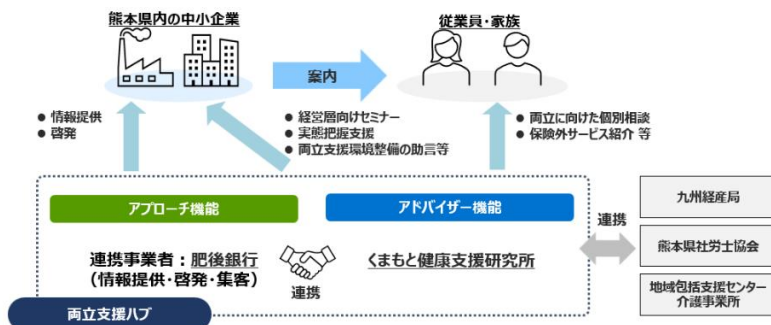 熊本県内の中小企業
従業員・家族
案内
● 情報提供
● 啓発
● 経営層向けセミナー
● 実態把握支援
● 両立支援環境整備の助言等
● 両立に向けた個別相談
● 保険外サービス紹介 等
アプローチ機能
アドバイザー機能
連携事業者：肥後銀行
(情報提供・啓発・集客)
連携
くまもと健康支援研究所
両立支援ハブ
連携
九州経産局
熊本県社労士協会
地域包括支援センター
介護事業所